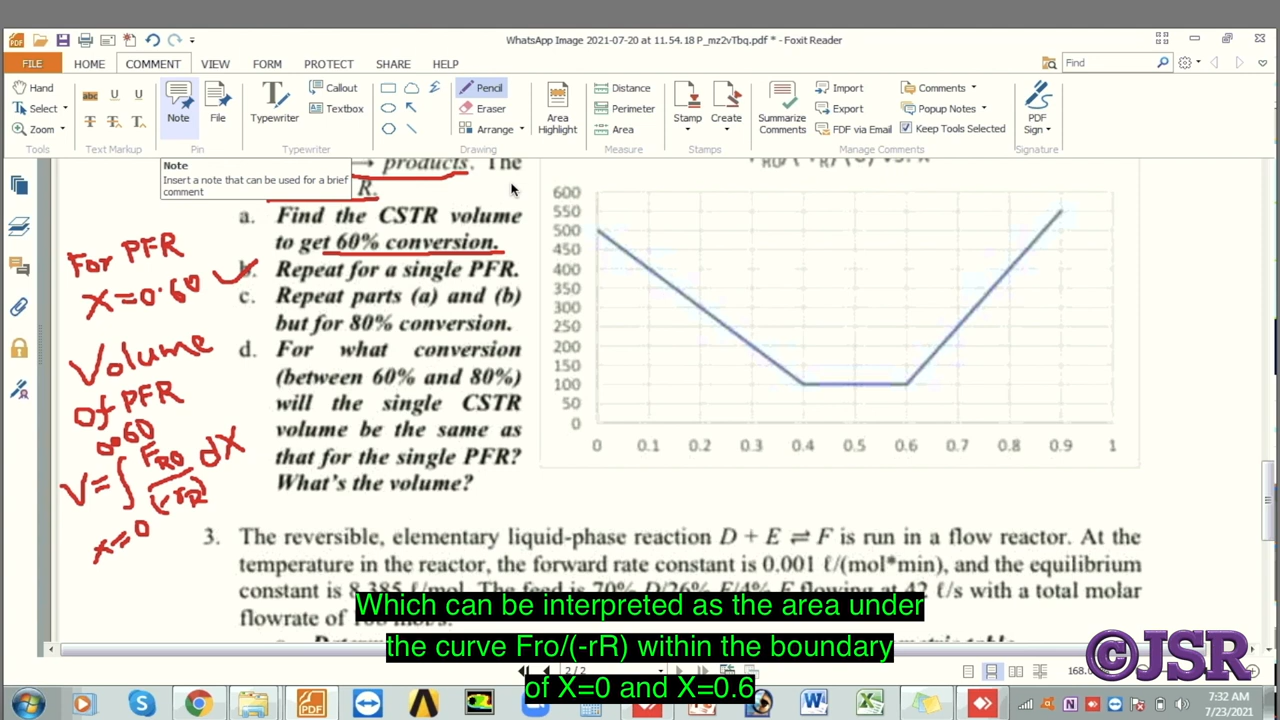 WhatsApp Image 2021-07-20 at 11.54.18 P_mz2vTbq.pdf * - Foxit Reader
FILE HOME COMMENT VIEW FORM PROTECT SHARE HELP
Find
Hand
Select
Zoom
Tools
abc U U
T T T
Text Markup
Note
File
Pin
Typewriter
Callout
Textbox
Typewriter
Pencil
Eraser
Arrange
Drawing
Area
Highlight
Distance
Perimeter
Area
Measure
Stamp
Create
Stamps
Summarize
Comments
Import
Export
FDF via Email
Comments
Popup Notes
Keep Tools Selected
Manage Comments
PDF
Sign
Signature
Note
Insert a note that can be used for a brief
comment
→ products. The
R.
a. Find the CSTR volume
to get 60% conversion.
Repeat for a single PFR.
c. Repeat parts (a) and (b)
but for 80% conversion.
d. For what conversion
(between 60% and 80%)
will the single CSTR
volume be the same as
that for the single PFR?
What's the volume?
For PFR
X=0.60
Volume
of PFR
0.60
V=∫ FRO/(-rR) dX
x=0
600
550
500
450
400
350
300
250
200
150
100
50
0
0 0.1 0.2 0.3 0.4 0.5 0.6 0.7 0.8 0.9 1
3. The reversible, elementary liquid-phase reaction D + E ⇌ F is run in a flow reactor. At the
temperature in the reactor, the forward rate constant is 0.001 ℓ/(mol*min), and the equilibrium
constant is 8.385 ℓ/mol. The feed is 70% D/26% E/4% F flowing at 42 ℓ/s with a total molar
flowrate of
Which can be interpreted as the area under
the curve Fro/(-rR) within the boundary
of X=0 and X=0.6
©JSR
2 / 2
168.
7:32 AM
7/23/2021